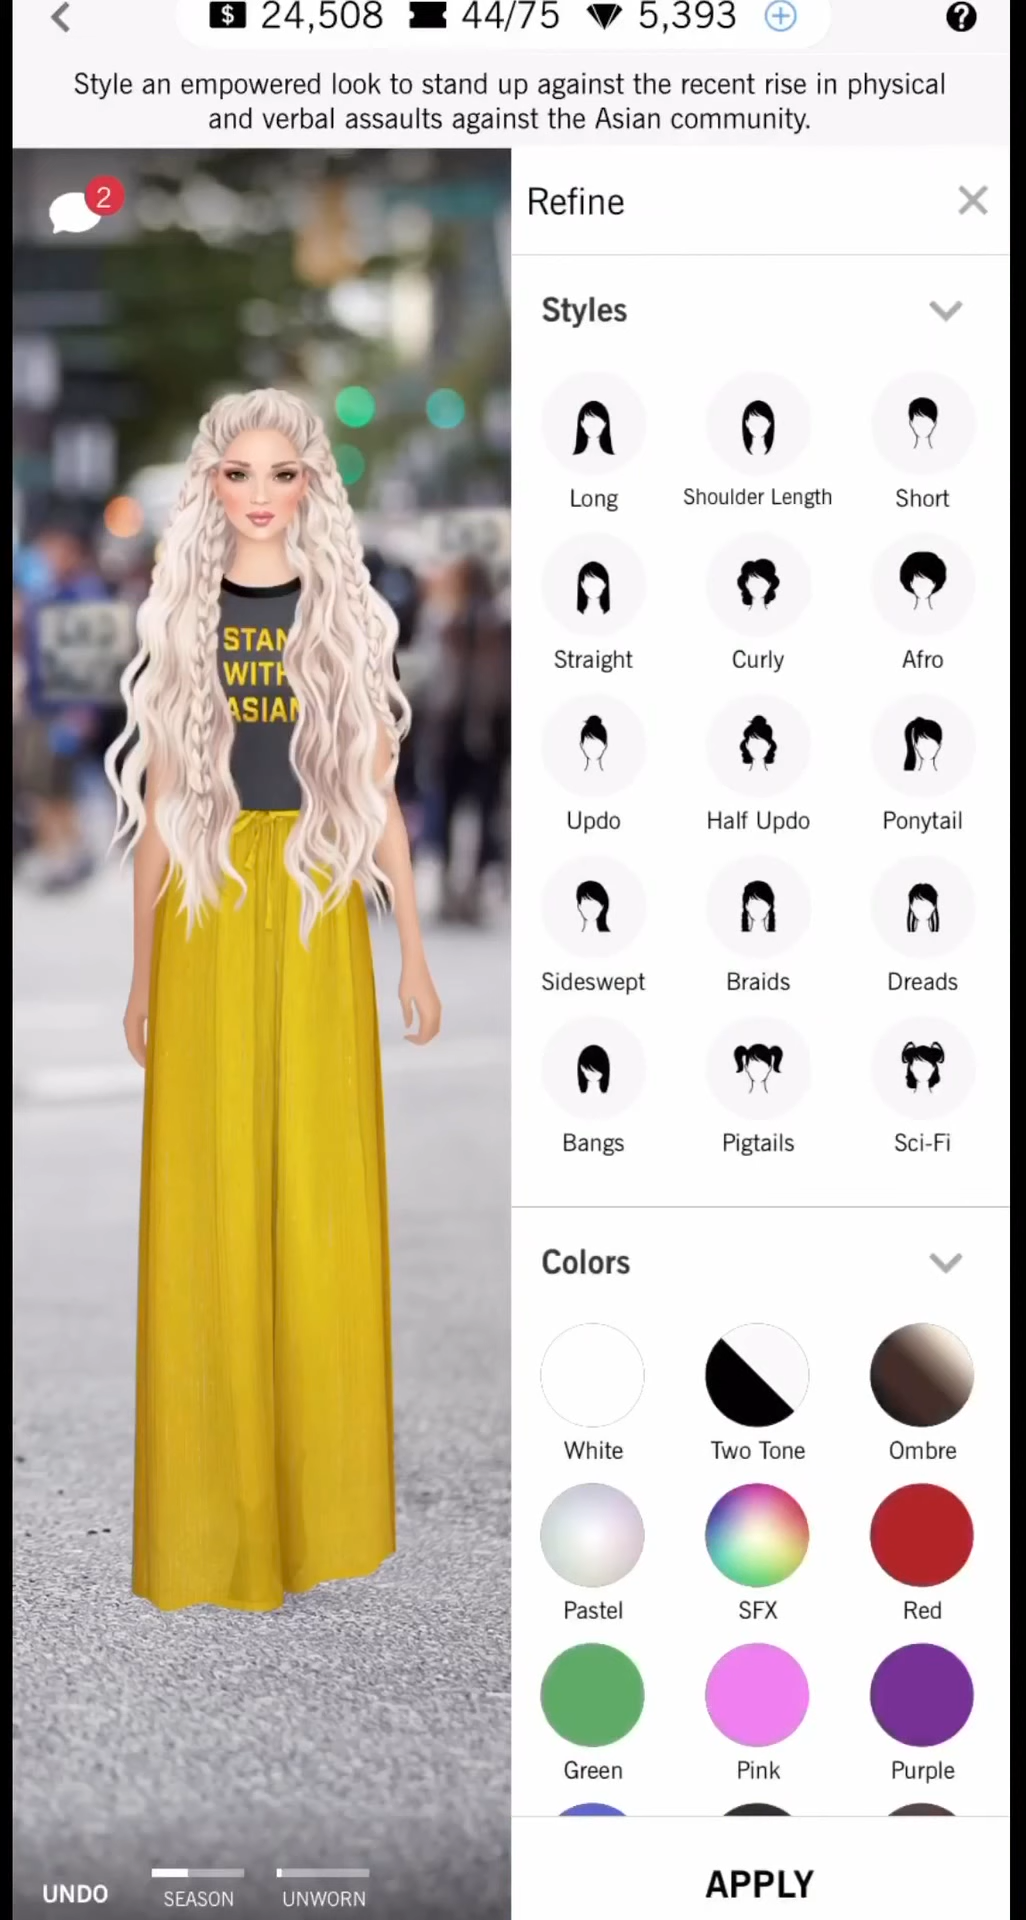 $ 24,508 44/75 5,393 + ?
Style an empowered look to stand up against the recent rise in physical
and verbal assaults against the Asian community.
2
Refine
Styles
Long Shoulder Length Short
Straight Curly Afro
STAN
WITH
ASIAN
Updo Half Updo Ponytail
Sideswept Braids Dreads
Bangs Pigtails Sci-Fi
Colors
White Two Tone Ombre
Pastel SFX Red
Green Pink Purple
UNDO SEASON UNWORN
APPLY